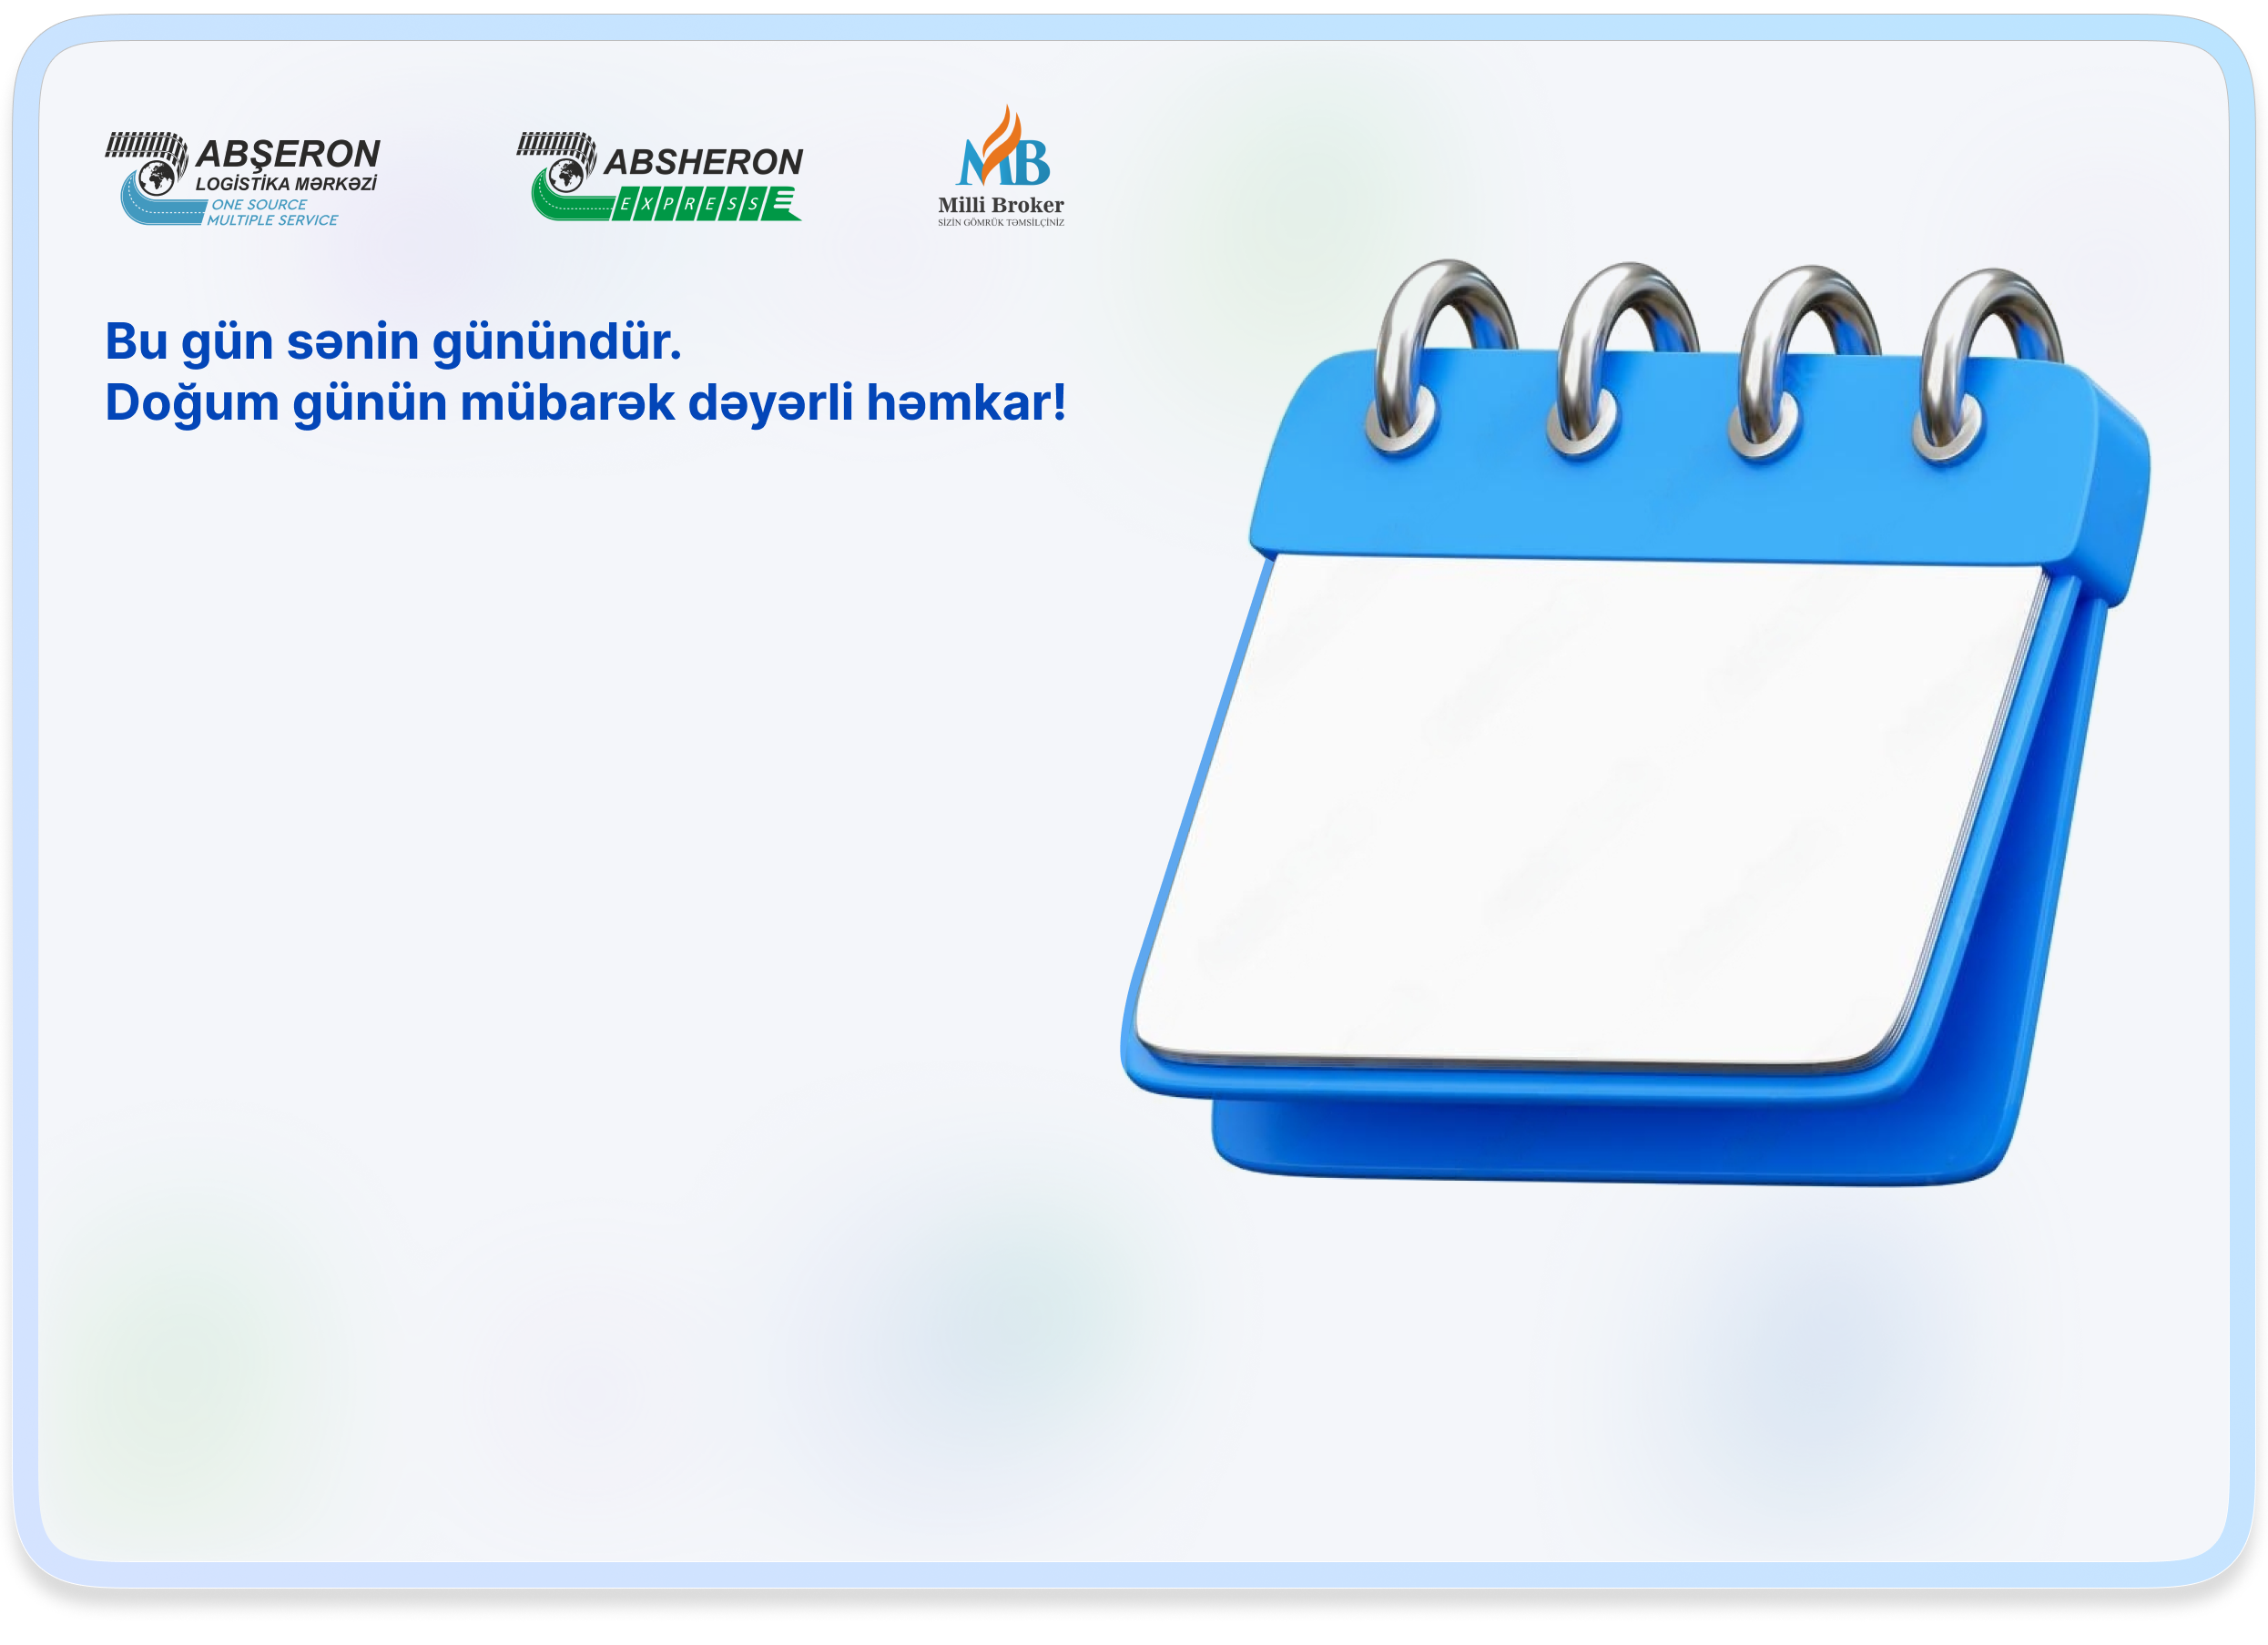 ABŞERON
LOGİSTİKA MƏRKƏZİ
ONE SOURCE
MULTIPLE SERVICE
ABSHERON
EXPRESS
MB
Milli Broker
SİZİN GÖMRÜK TƏMSİLÇİNİZ
Bu gün sənin günündür.
Doğum günün mübarək dəyərli həmkar!